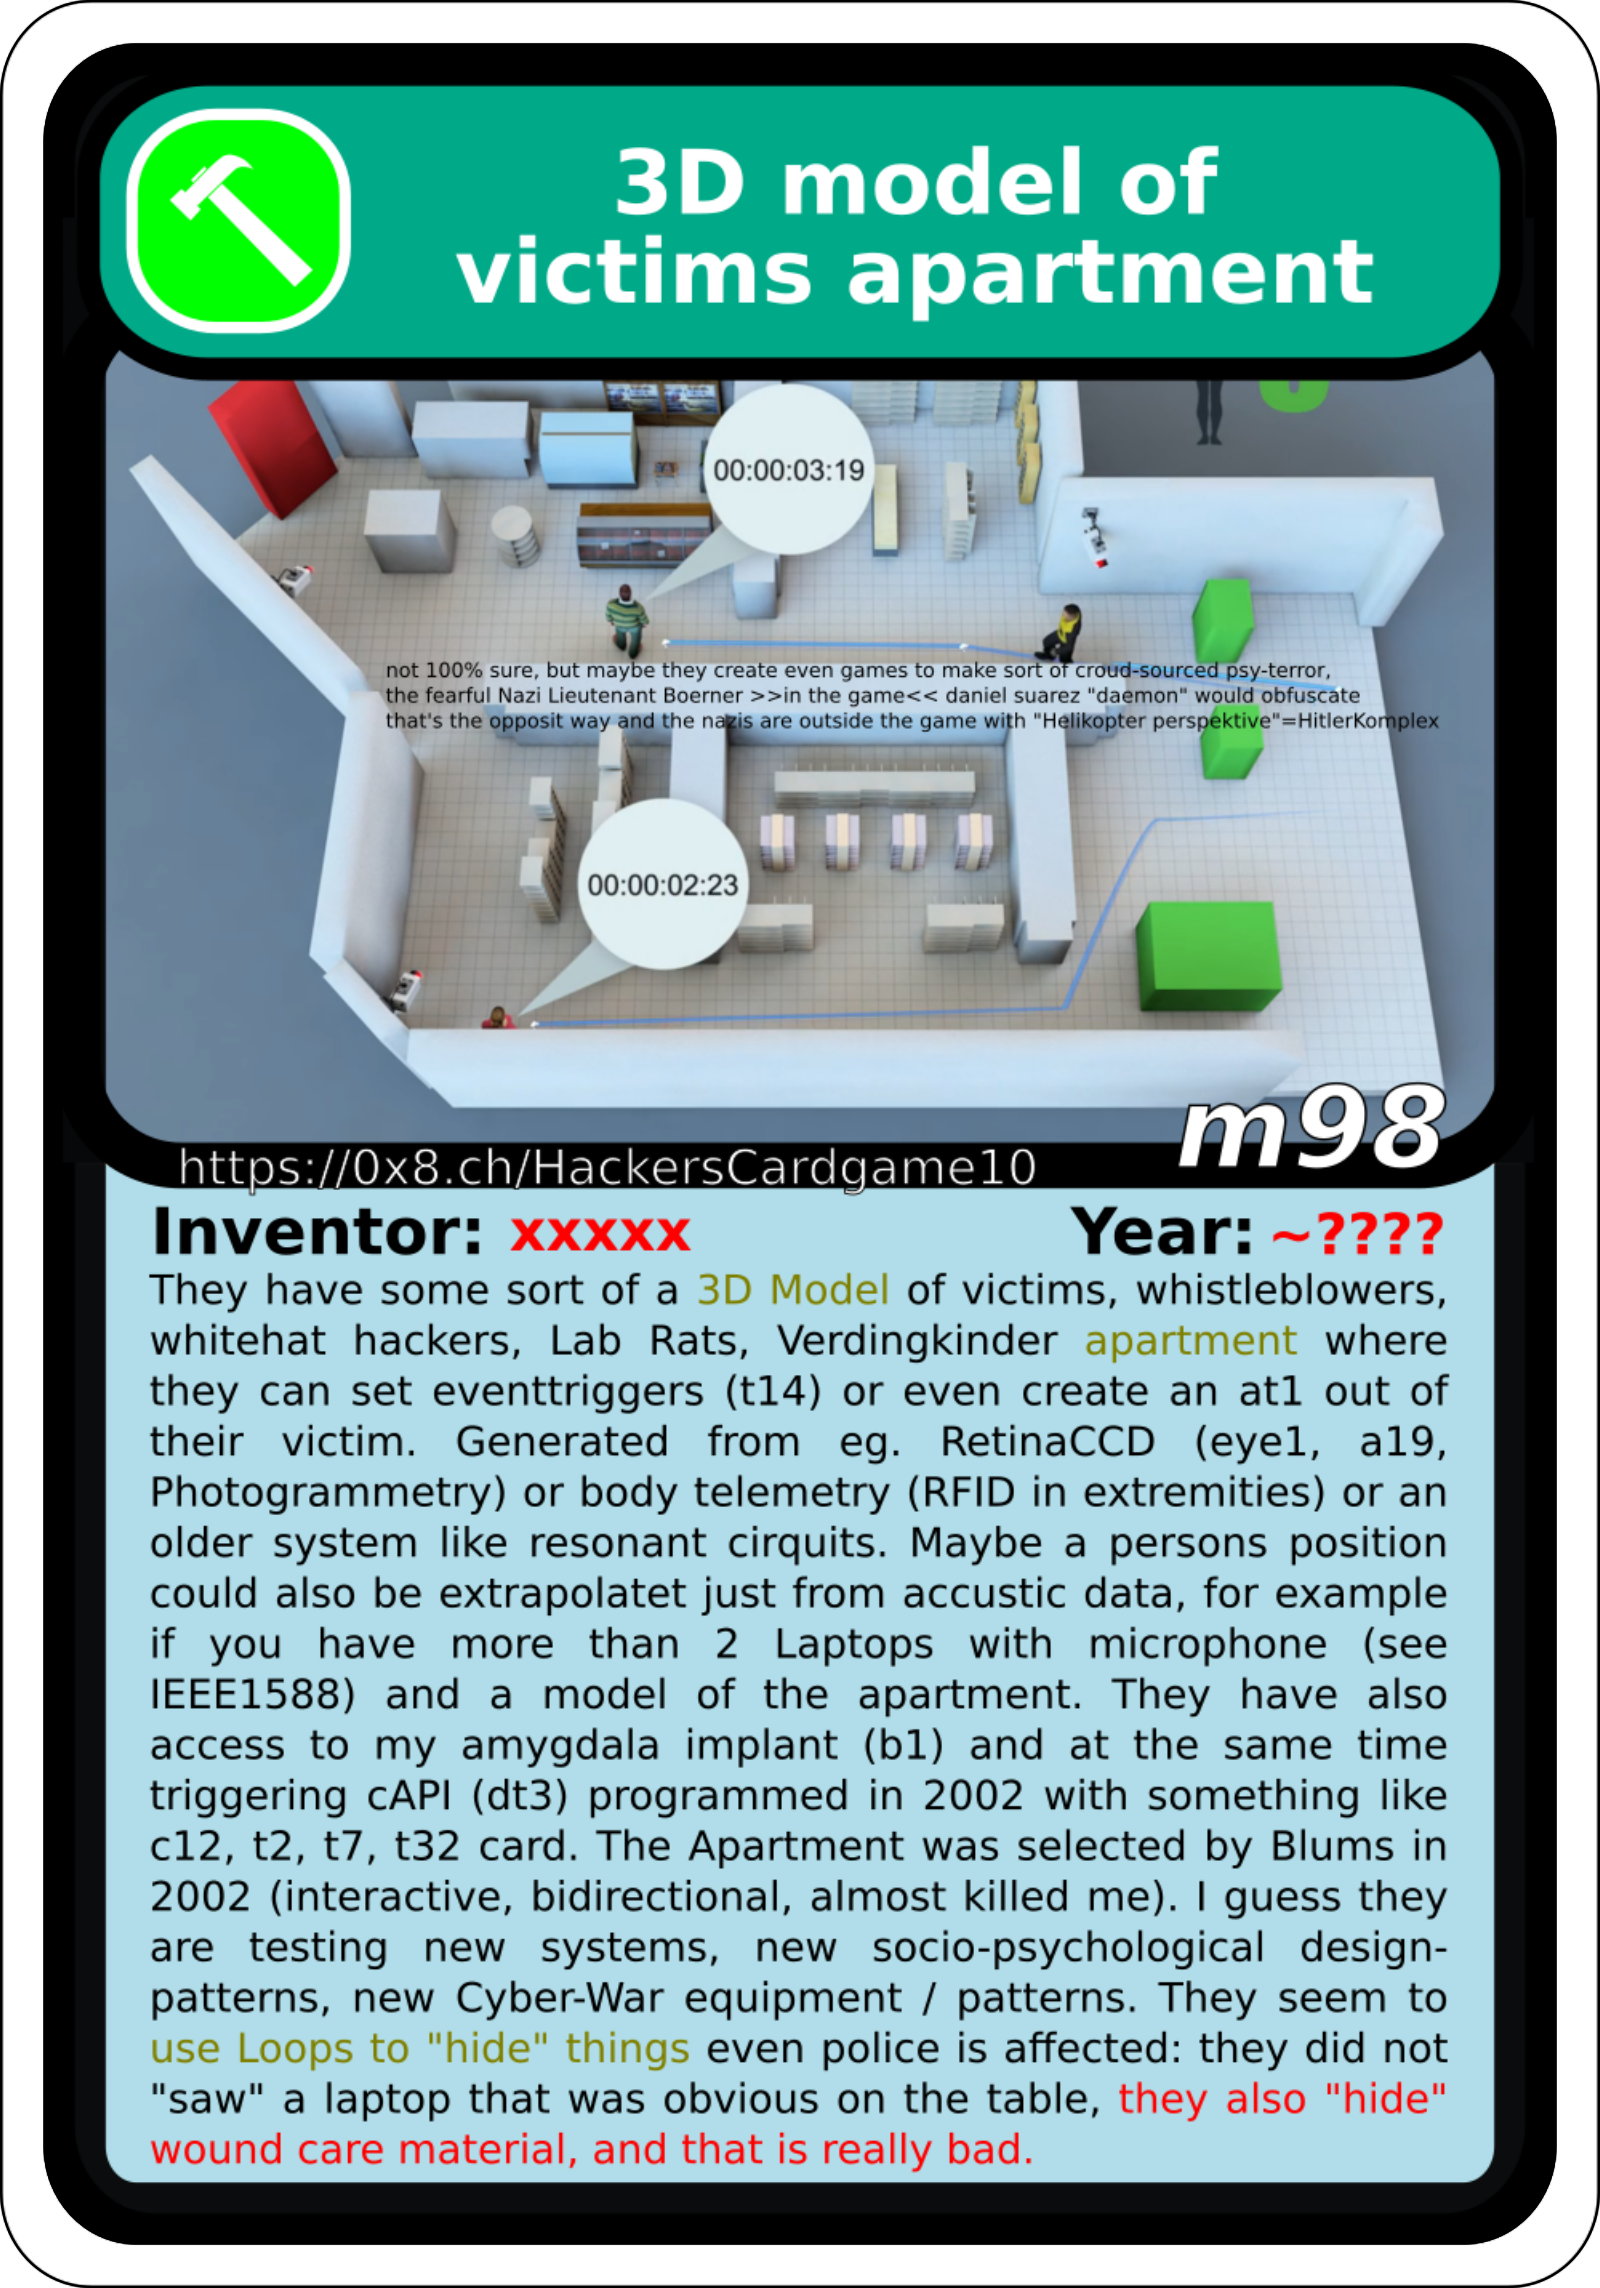 3D model of
victims apartment
00:00:03:19
not 100% sure, but maybe they create even games to make sort of croud-sourced psy-terror,
the fearful Nazi Lieutenant Boerner >>in the game<< daniel suarez "daemon" would obfuscate
that's the opposit way and the nazis are outside the game with "Helikopter perspektive"=HitlerKomplex
00:00:02:23
m98
https://0x8.ch/HackersCardgame10
Inventor: xxxxx Year: ~????
They have some sort of a 3D Model of victims, whistleblowers,
whitehat hackers, Lab Rats, Verdingkinder apartment where
they can set eventtriggers (t14) or even create an at1 out of
their victim. Generated from eg. RetinaCCD (eye1, a19,
Photogrammetry) or body telemetry (RFID in extremities) or an
older system like resonant cirquits. Maybe a persons position
could also be extrapolatet just from accustic data, for example
if you have more than 2 Laptops with microphone (see
IEEE1588) and a model of the apartment. They have also
access to my amygdala implant (b1) and at the same time
triggering cAPI (dt3) programmed in 2002 with something like
c12, t2, t7, t32 card. The Apartment was selected by Blums in
2002 (interactive, bidirectional, almost killed me). I guess they
are testing new systems, new socio-psychological design-
patterns, new Cyber-War equipment / patterns. They seem to
use Loops to "hide" things even police is affected: they did not
"saw" a laptop that was obvious on the table, they also "hide"
wound care material, and that is really bad.